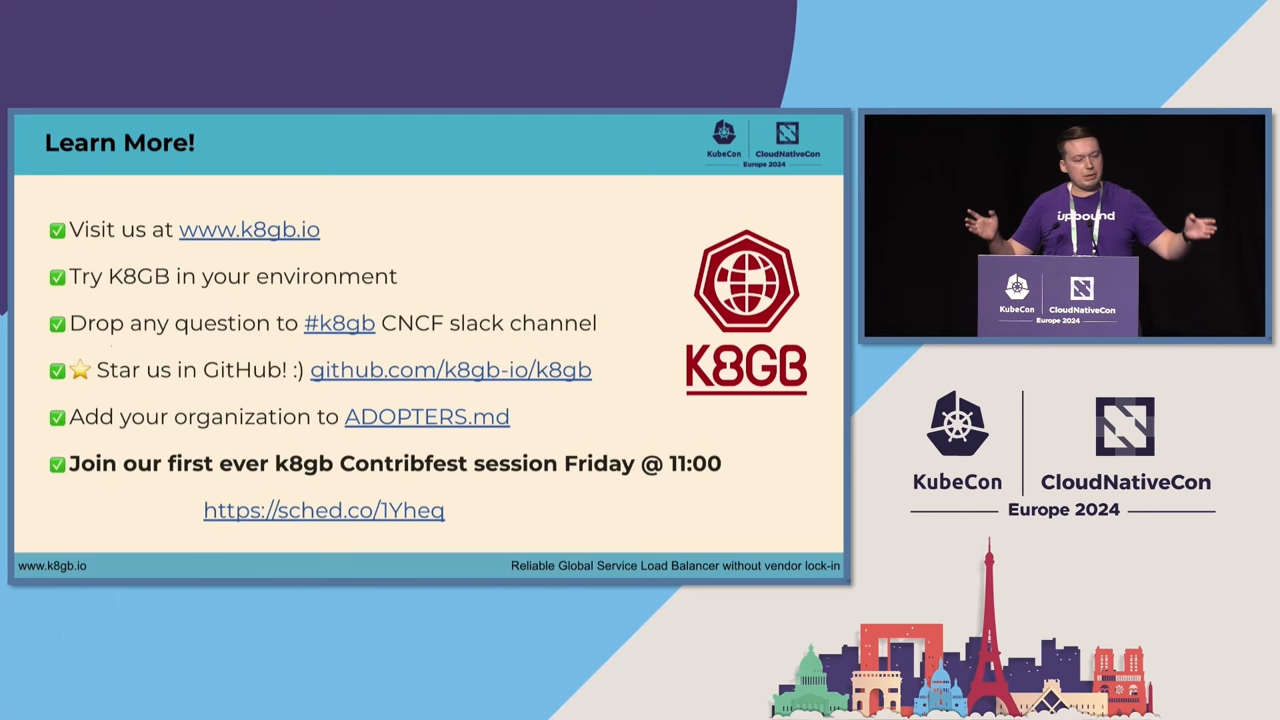 Learn More!
KubeCon
CloudNativeCon
Europe 2024
✅Visit us at www.k8gb.io
✅Try K8GB in your environment
✅Drop any question to #k8gb CNCF slack channel
✅⭐ Star us in GitHub! :) github.com/k8gb-io/k8gb
✅Add your organization to ADOPTERS.md
✅Join our first ever k8gb Contribfest session Friday @ 11:00
https://sched.co/1Yheq
K8GB
www.k8gb.io
Reliable Global Service Load Balancer without vendor lock-in
upbound
KubeCon
CloudNativeCon
Europe 2024
KubeCon
CloudNativeCon
Europe 2024